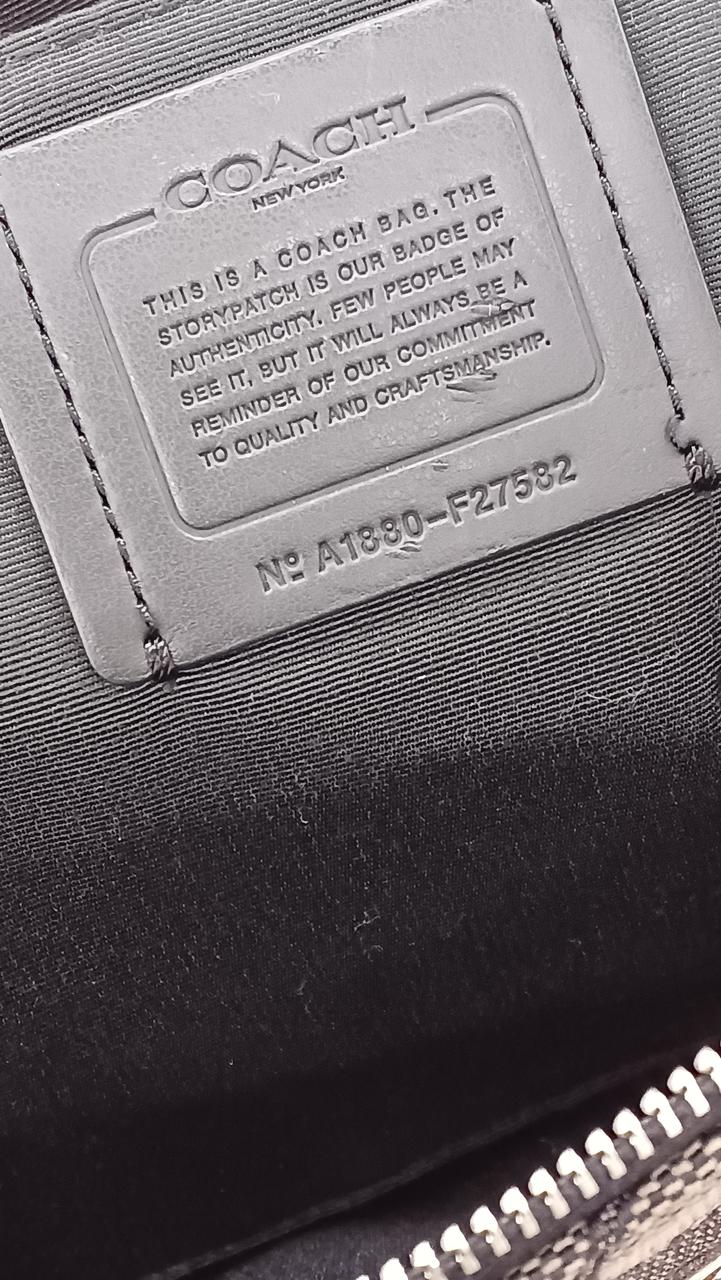 COACH
NEW YORK
THIS IS A COACH BAG. THE
STORYPATCH IS OUR BADGE OF
AUTHENTICITY. FEW PEOPLE MAY
SEE IT, BUT IT WILL ALWAYS BE A
REMINDER OF OUR COMMITMENT
TO QUALITY AND CRAFTSMANSHIP.
Nº A1880-F27582